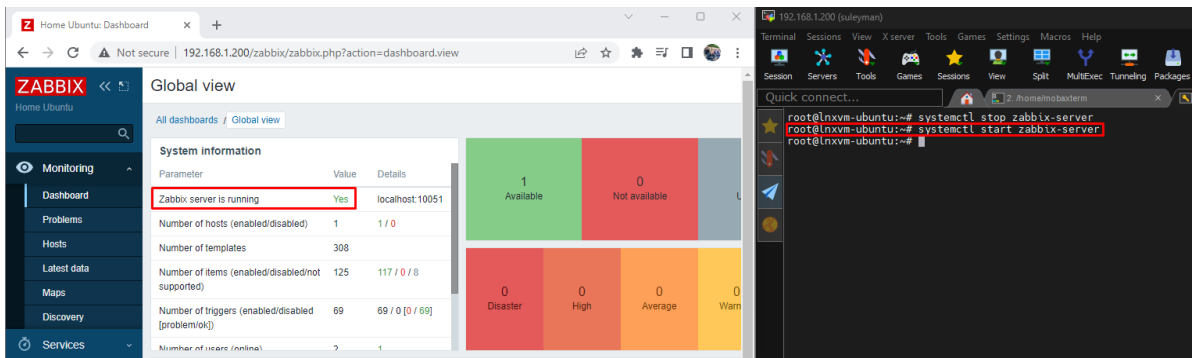 Home Ubuntu: Dashboard
Not secure | 192.168.1.200/zabbix/zabbix.php?action=dashboard.view
ZABBIX
Home Ubuntu
Monitoring
Dashboard
Problems
Hosts
Latest data
Maps
Discovery
Services
Global view
All dashboards / Global view
System information
Parameter Value Details
Zabbix server is running Yes localhost:10051
Number of hosts (enabled/disabled) 1 1 / 0
Number of templates 308
Number of items (enabled/disabled/not supported) 125 117 / 0 / 8
Number of triggers (enabled/disabled [problem/ok]) 69 69 / 0 [0 / 69]
Number of users (online) 2 1
1
Available
0
Not available
0
Disaster
0
High
0
Average
0
Warn
192.168.1.200 (suleyman)
Terminal Sessions View X server Tools Games Settings Macros Help
Session Servers Tools Games Sessions View Split MultiExec Tunneling Packages
Quick connect...
2. /home/mobaxterm
root@lnxvm-ubuntu:~# systemctl stop zabbix-server
root@lnxvm-ubuntu:~# systemctl start zabbix-server
root@lnxvm-ubuntu:~#